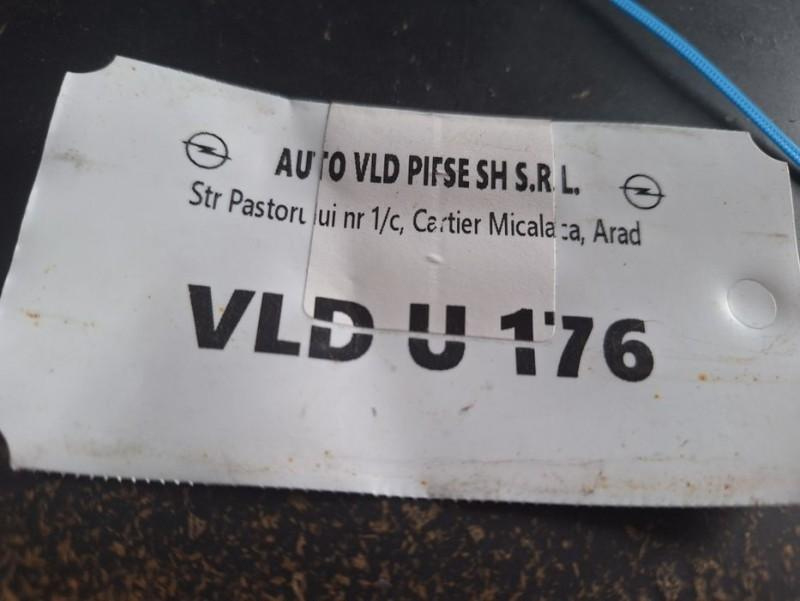 AUTO VLD PIESE SH S.R.L.
Str Pastorului nr 1/c, Cartier Micalaca, Arad
VLD U 176